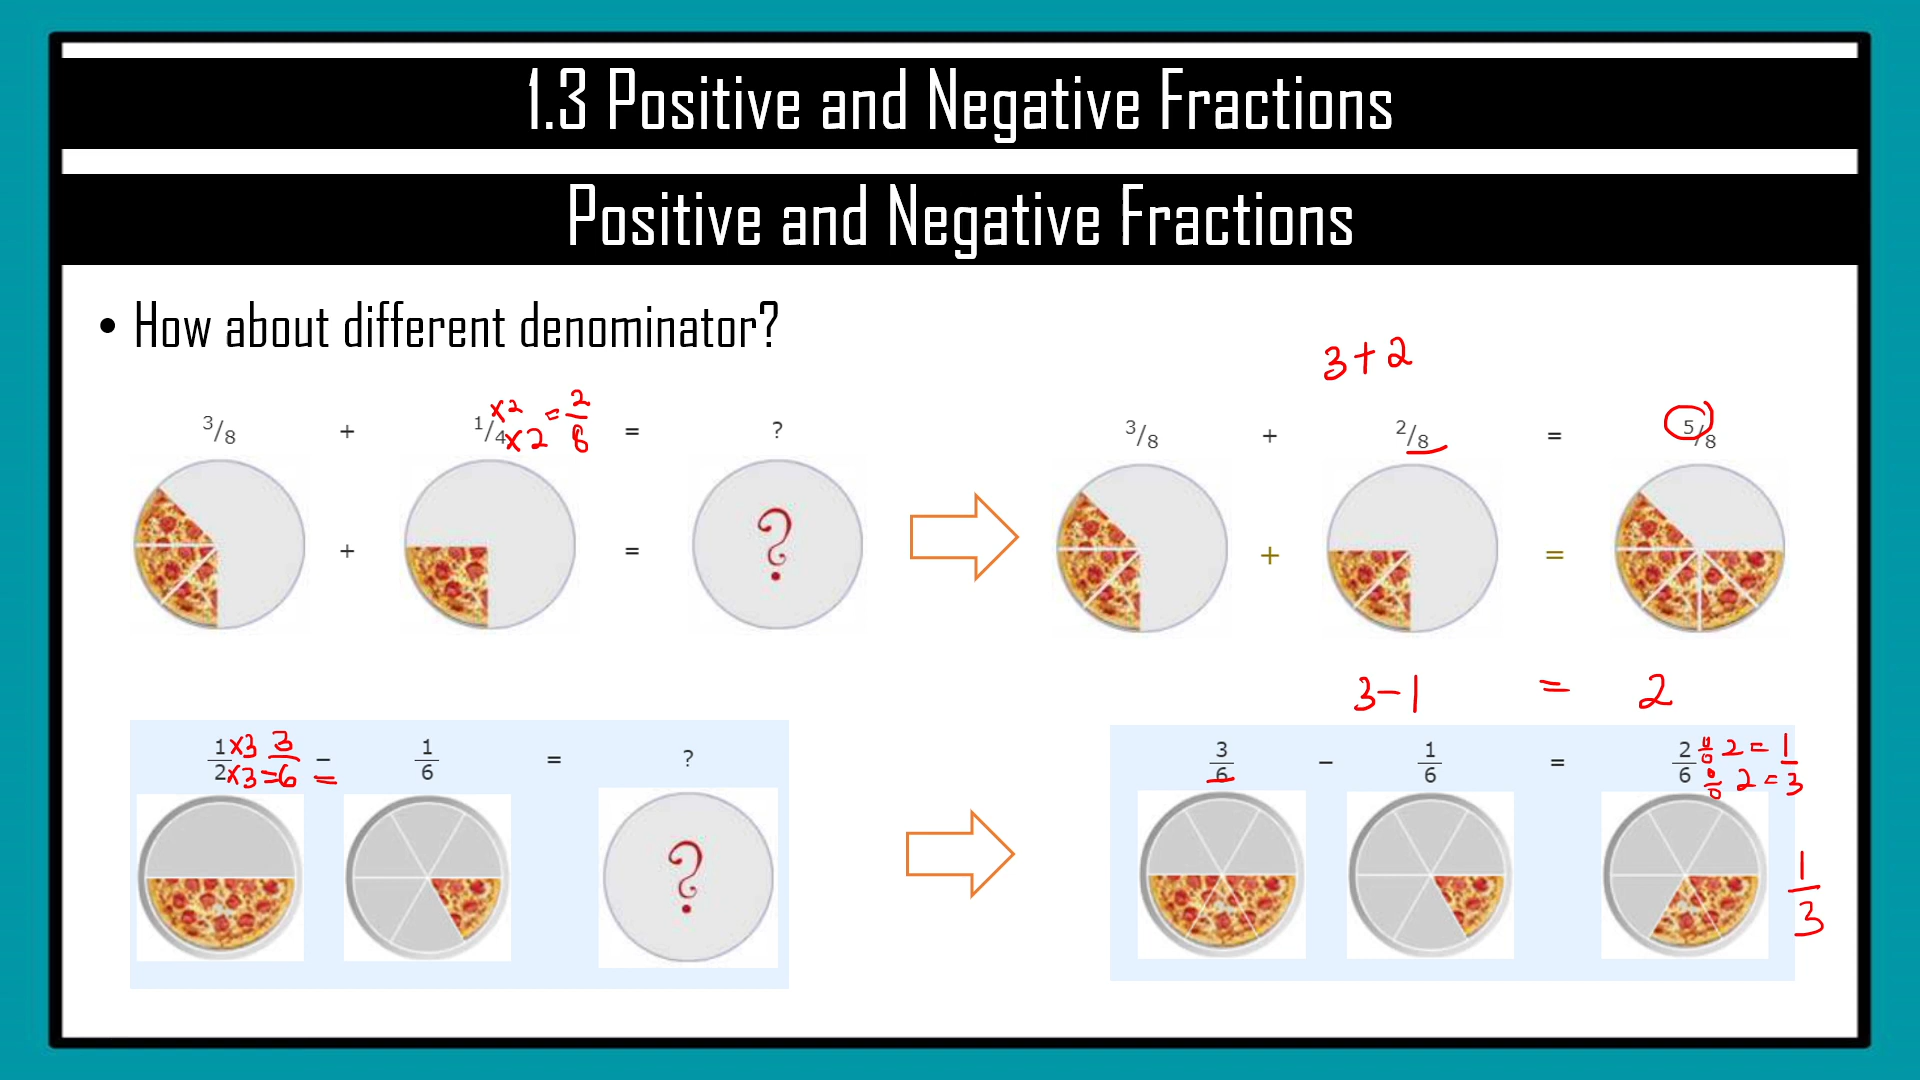 1.3 Positive and Negative Fractions
Positive and Negative Fractions
• How about different denominator?
3+2
3/8 + 1/4 ×2 ×2 = 2/8 = ?
3/8 + 2/8 = 5/8
+ = ?
+ =
3-1 = 2
1/2 ×3 ×3 = 3/6 - 1/6 = ?
3/6 - 1/6 = 2/6 ÷ 2 = 1 ÷ 2 = 3
?
1/3